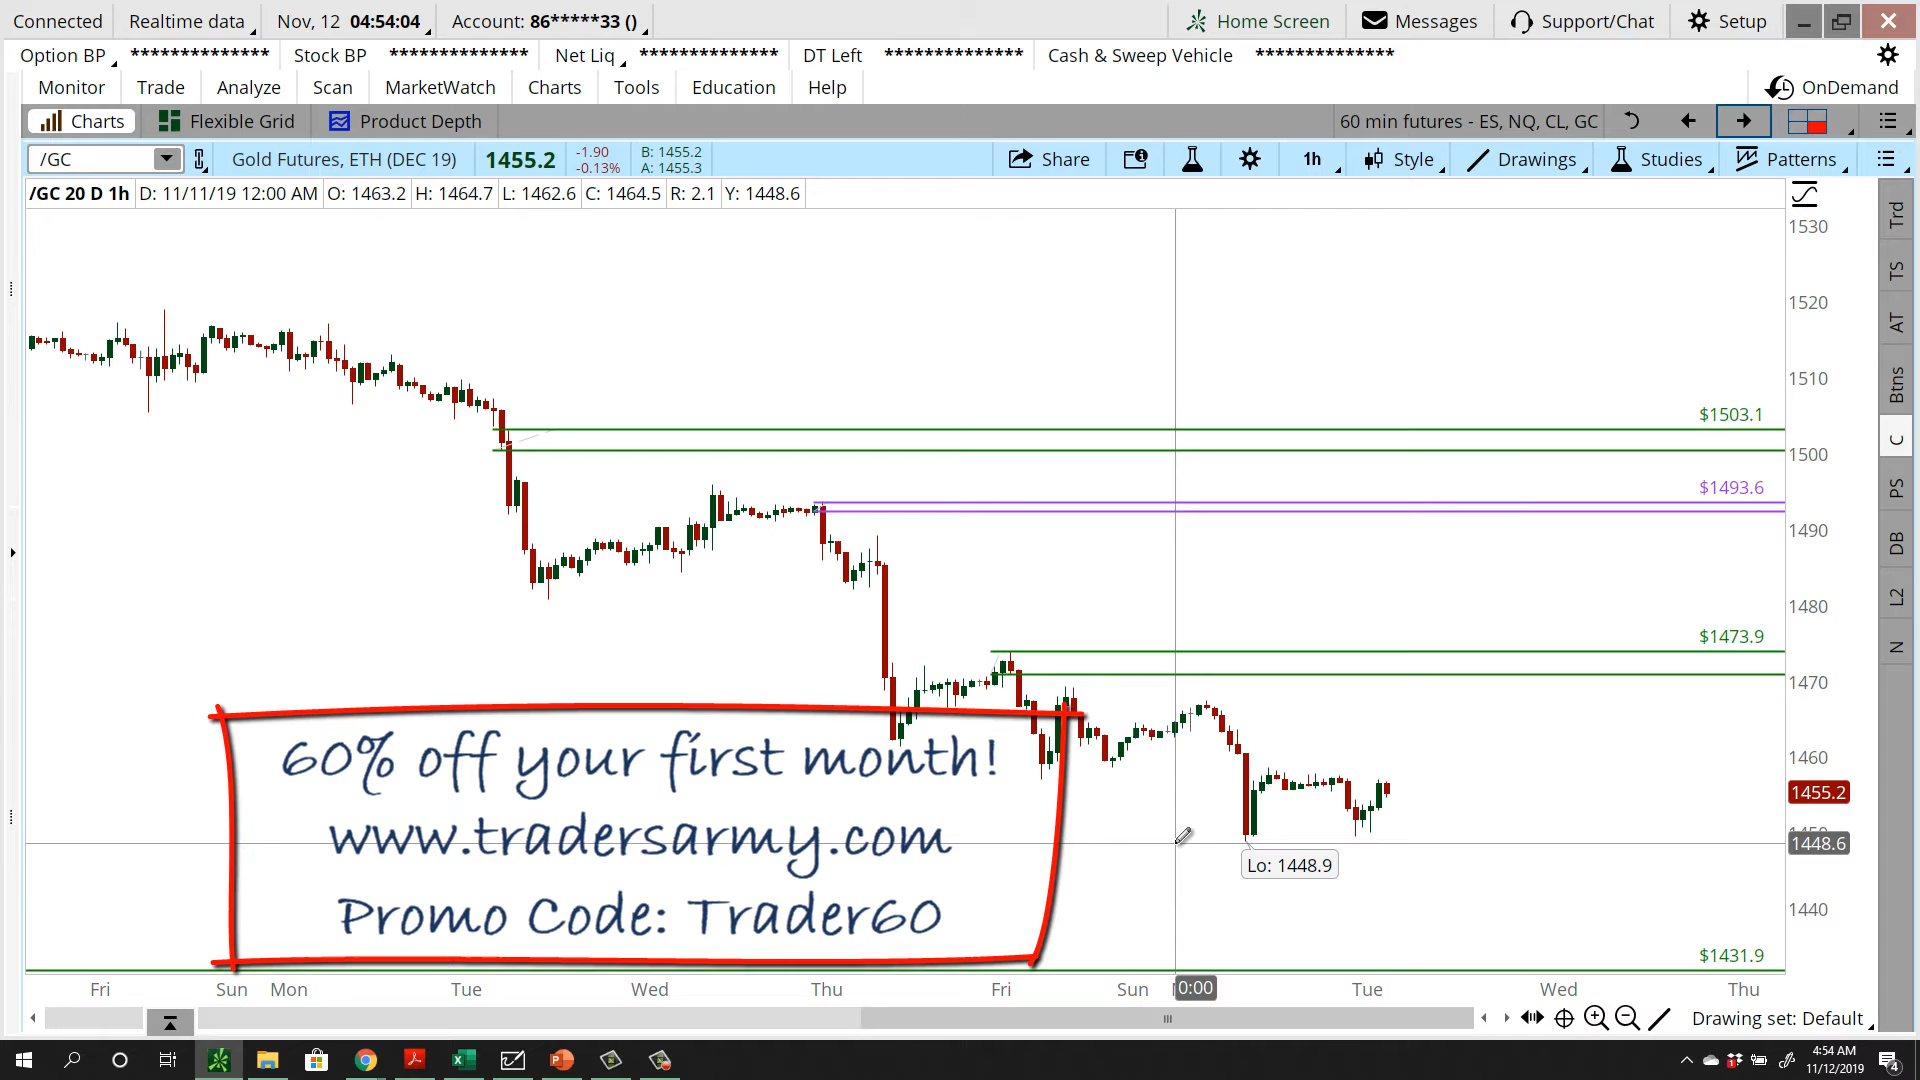 Connected Realtime data Nov, 12 04:54:04 Account: 86*****33 () Home Screen Messages Support/Chat Setup
Option BP ************** Stock BP ************** Net Liq ************** DT Left ************** Cash & Sweep Vehicle **************
Monitor Trade Analyze Scan MarketWatch Charts Tools Education Help OnDemand
Charts Flexible Grid Product Depth 60 min futures - ES, NQ, CL, GC
/GC Gold Futures, ETH (DEC 19) 1455.2 -1.90 -0.13% B: 1455.2 A: 1455.3 Share 1h Style Drawings Studies Patterns
/GC 20 D 1h D: 11/11/19 12:00 AM O: 1463.2 H: 1464.7 L: 1462.6 C: 1464.5 R: 2.1 Y: 1448.6
Trd
TS
AT
Btns
C
PS
DB
L2
N
1530
1520
1510
$1503.1
1500
$1493.6
1490
1480
$1473.9
1470
1460
1455.2
1448.6
1440
$1431.9
Lo: 1448.9
60% off your first month!
www.tradersarmy.com
Promo Code: Trader60
Fri Sun Mon Tue Wed Thu Fri Sun 0:00 Tue Wed Thu
Drawing set: Default
4:54 AM
11/12/2019
4